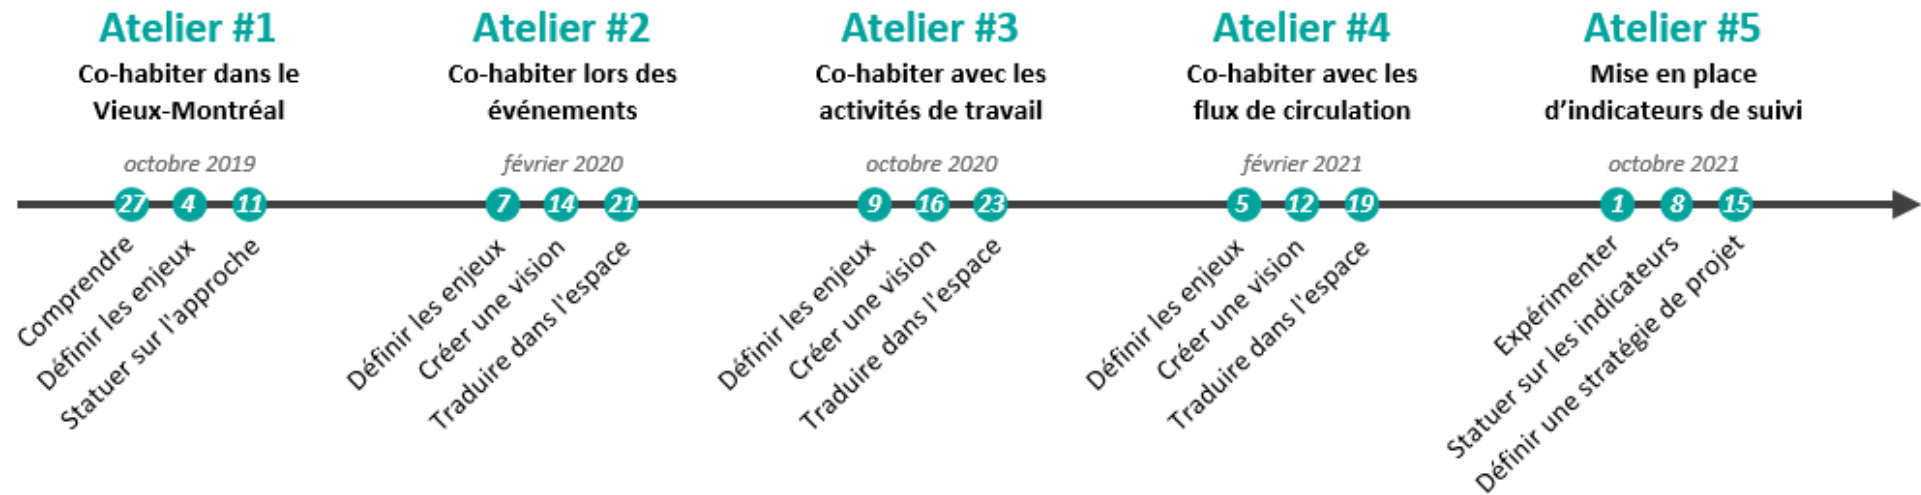 Atelier #1
Co-habiter dans le
Vieux-Montréal
octobre 2019
27 4 11
Comprendre
Définir les enjeux
Statuer sur l'approche
Atelier #2
Co-habiter lors des
événements
février 2020
7 14 21
Définir les enjeux
Créer une vision
Traduire dans l'espace
Atelier #3
Co-habiter avec les
activités de travail
octobre 2020
9 16 23
Définir les enjeux
Créer une vision
Traduire dans l'espace
Atelier #4
Co-habiter avec les
flux de circulation
février 2021
5 12 19
Définir les enjeux
Créer une vision
Traduire dans l'espace
Atelier #5
Mise en place
d’indicateurs de suivi
octobre 2021
1 8 15
Expérimenter
Statuer sur les indicateurs
Définir une stratégie de projet